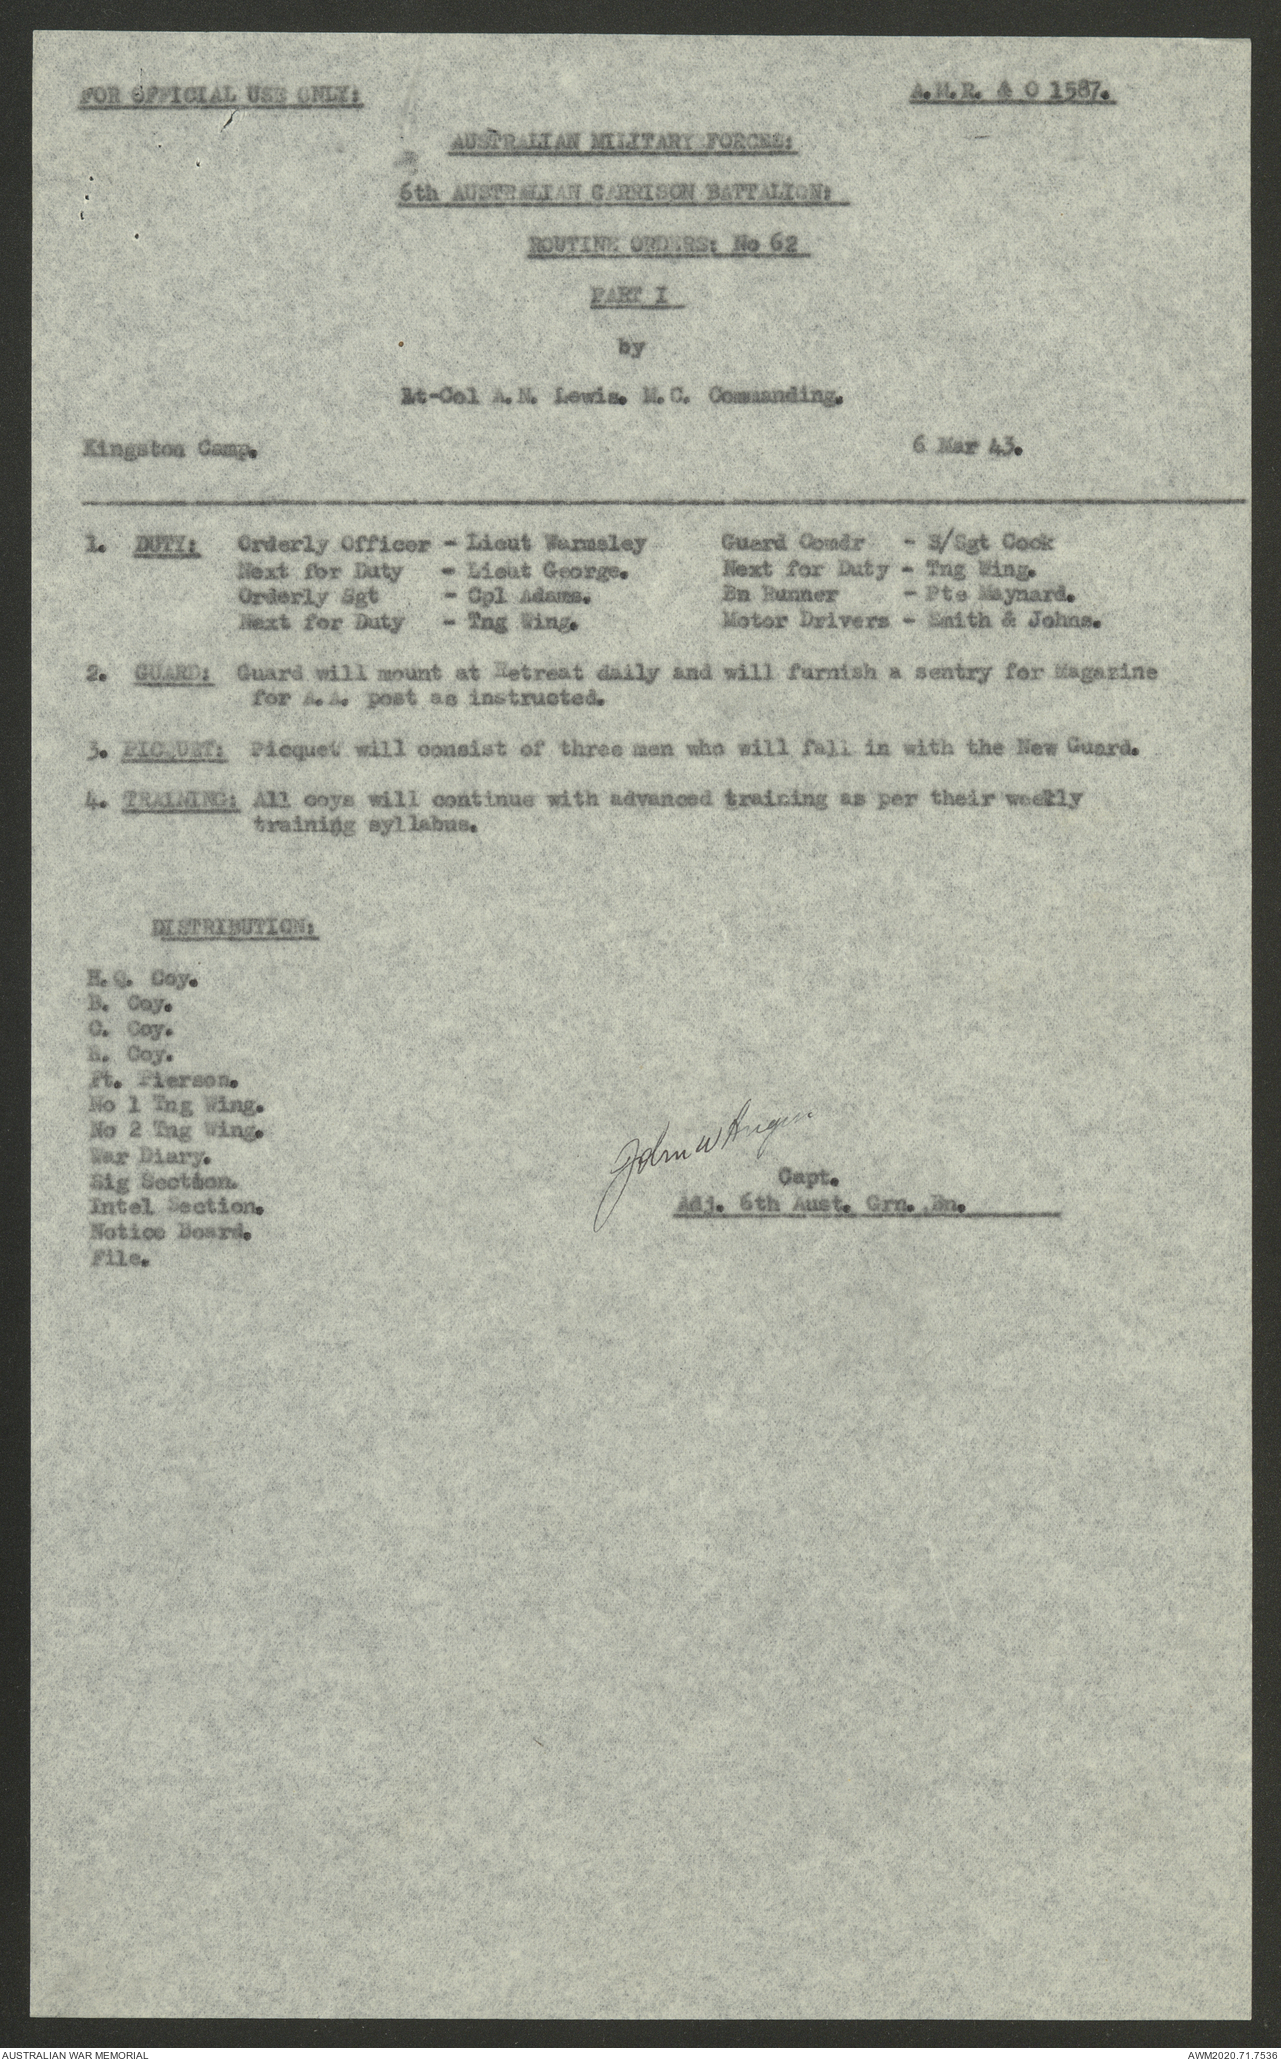 FOR OFFICIAL USE ONLY: A.M.R. & O 1587.
AUSTRALIAN MILITARY FORCES:
6th AUSTRALIAN GARRISON BATTALION:
ROUTINE ORDERS: No 62
PART I
by
Lt-Col A.N. Lewis. M.C. Commanding.
Kingston Camp. 6 Mar 43.
1. DUTY: Orderly Officer - Lieut Warmsley Guard Comdr - S/Sgt Cook
Next for Duty - Lieut George. Next for Duty - Tng Wing.
Orderly Sgt - Cpl Adams. Bn Runner - Pte Maynard.
Next for Duty - Tng Wing. Motor Drivers - Smith & Johns.
2. GUARD: Guard will mount at Retreat daily and will furnish a sentry for Magazine
for A.A. post as instructed.
3. PICQUET: Picquet will consist of three men who will fall in with the New Guard.
4. TRAINING: All coys will continue with advanced training as per their weekly
training syllabus.
DISTRIBUTION:
H.Q. Coy.
B. Coy.
C. Coy.
Coy.
Ft. Pierson.
No 1 Tng Wing.
No 2 Tng Wing.
War Diary.
Sig Section.
Intel Section.
Notice Board.
File.
John W
Capt.
Adj. 6th Aust. Grn. Bn.
AUSTRALIAN WAR MEMORIAL AWM2020.71.7536